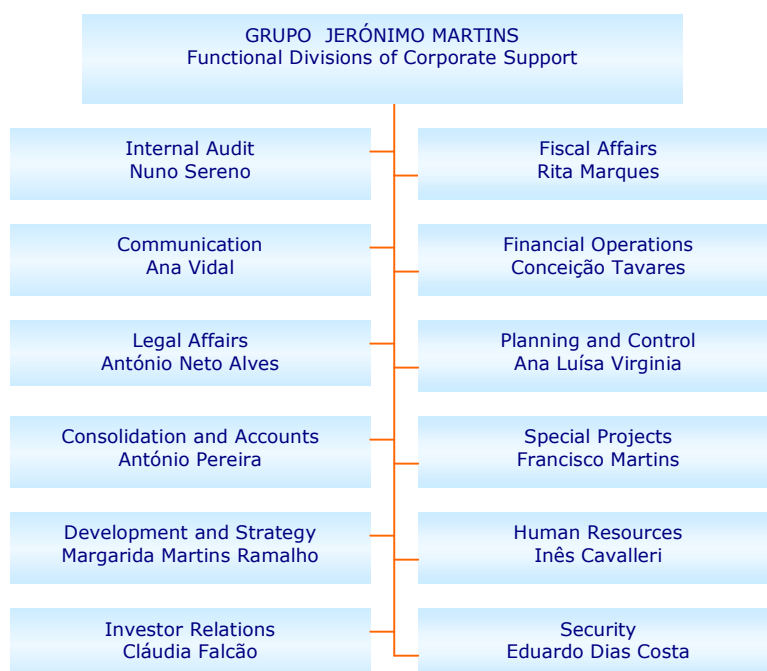 GRUPO JERÓNIMO MARTINS
Functional Divisions of Corporate Support
Internal Audit
Nuno Sereno
Fiscal Affairs
Rita Marques
Communication
Ana Vidal
Financial Operations
Conceição Tavares
Legal Affairs
António Neto Alves
Planning and Control
Ana Luísa Virginia
Consolidation and Accounts
António Pereira
Special Projects
Francisco Martins
Development and Strategy
Margarida Martins Ramalho
Human Resources
Inês Cavalleri
Investor Relations
Cláudia Falcão
Security
Eduardo Dias Costa